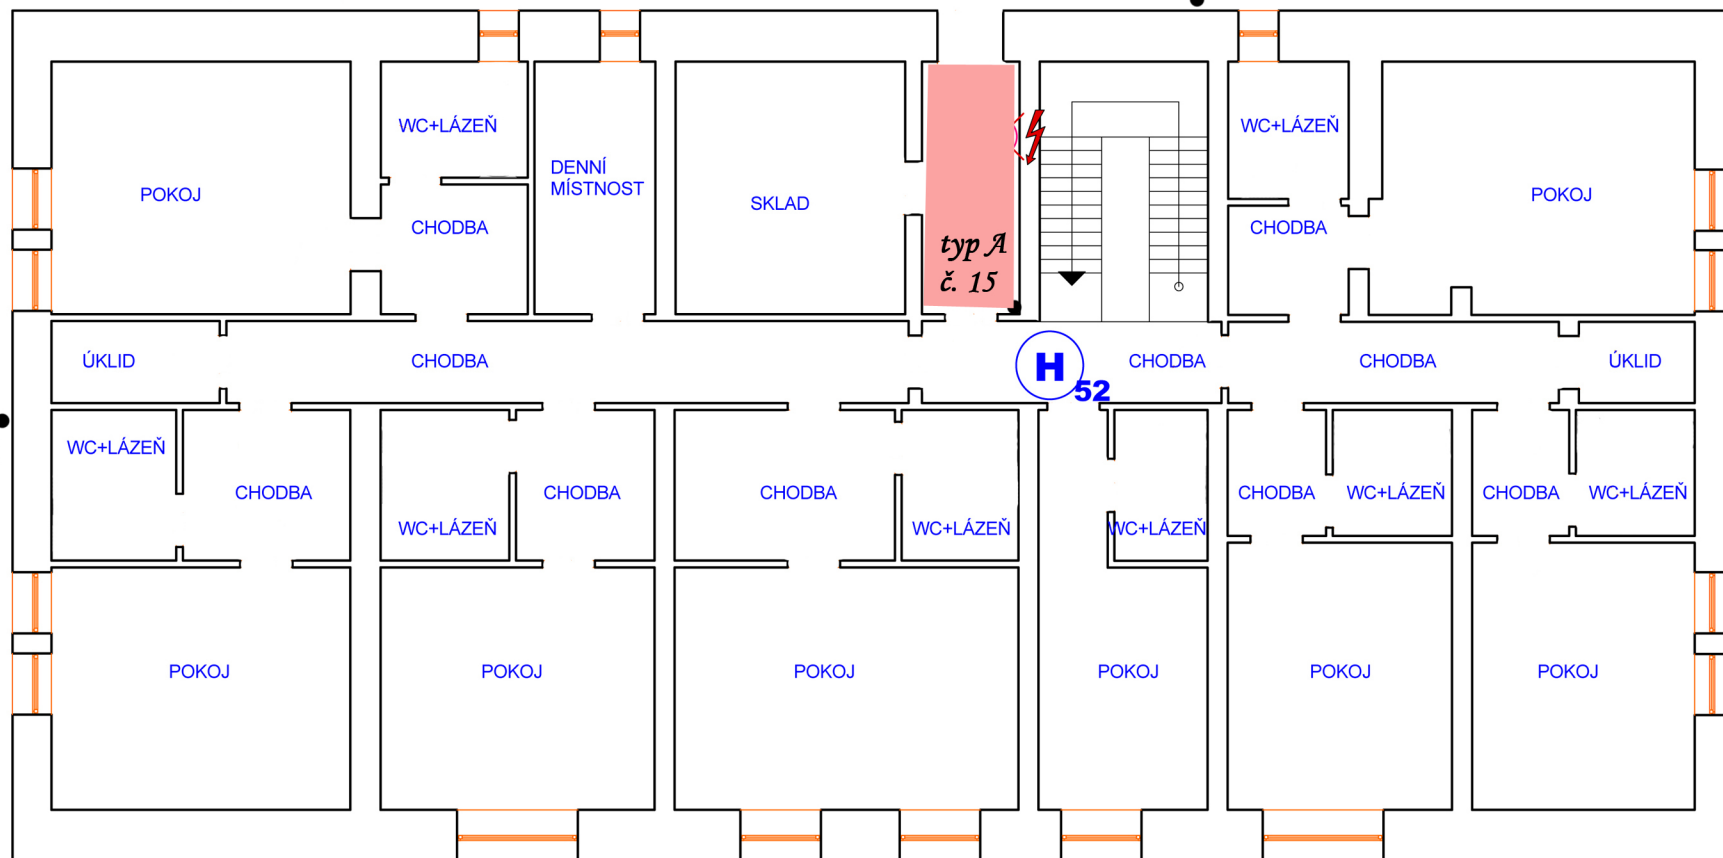 WC+LÁZEŇ
WC+LÁZEŇ
DENNÍ
MÍSTNOST
POKOJ
SKLAD
POKOJ
CHODBA
CHODBA
typ A
č. 15
ÚKLID
CHODBA
H
52
CHODBA
CHODBA
ÚKLID
WC+LÁZEŇ
CHODBA
CHODBA
CHODBA
CHODBA
WC+LÁZEŇ
CHODBA
WC+LÁZEŇ
WC+LÁZEŇ
WC+LÁZEŇ
WC+LÁZEŇ
POKOJ
POKOJ
POKOJ
POKOJ
POKOJ
POKOJ